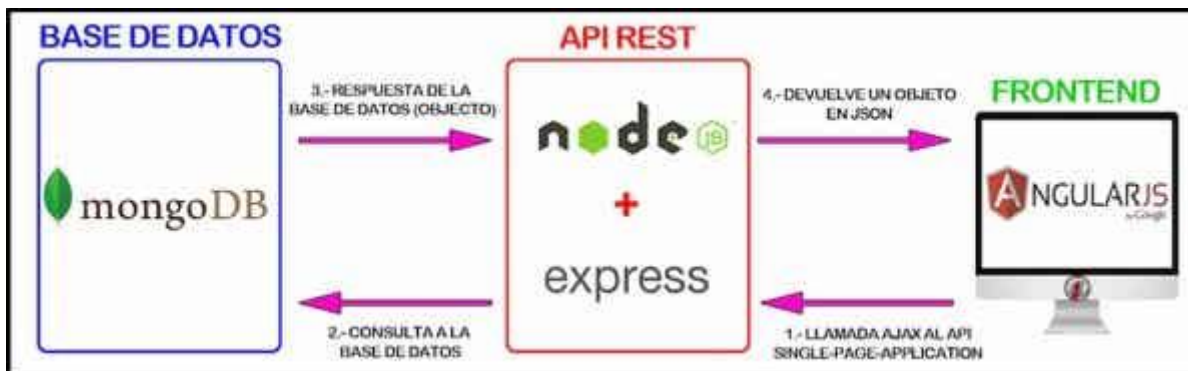 BASE DE DATOS
API REST
FRONTEND
3.- RESPUESTA DE LA
BASE DE DATOS (OBJECTO)
4.- DEVUELVE UN OBJETO
EN JSON
mongoDB
node
JS
+
express
ANGULARJS
by Google
2.- CONSULTA A LA
BASE DE DATOS
1.- LLAMADA AJAX AL API
SINGLE-PAGE-APPLICATION